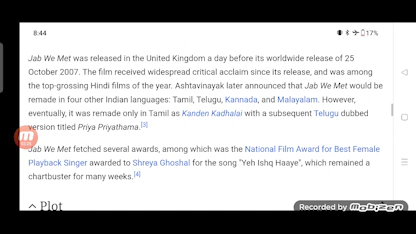 8:44
17%
Jab We Met was released in the United Kingdom a day before its worldwide release of 25
October 2007. The film received widespread critical acclaim since its release, and was among
the top-grossing Hindi films of the year. Ashtavinayak later announced that Jab We Met would be
remade in four other Indian languages: Tamil, Telugu, Kannada, and Malayalam. However,
eventually, it was remade only in Tamil as Kanden Kadhalai with a subsequent Telugu dubbed
version titled Priya Priyathama.[3]
Jab We Met fetched several awards, among which was the National Film Award for Best Female
Playback Singer awarded to Shreya Ghoshal for the song "Yeh Ishq Haaye", which remained a
chartbuster for many weeks.[4]
Plot
Recorded by Mobizen